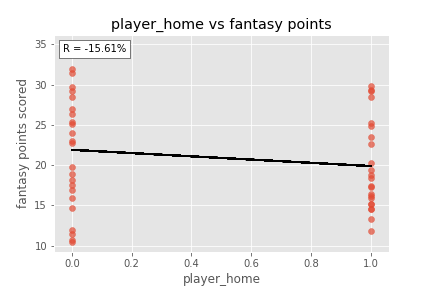 player_home vs fantasy points
R = -15.61%
fantasy points scored
35
30
25
20
15
10
0.0 0.2 0.4 0.6 0.8 1.0
player_home